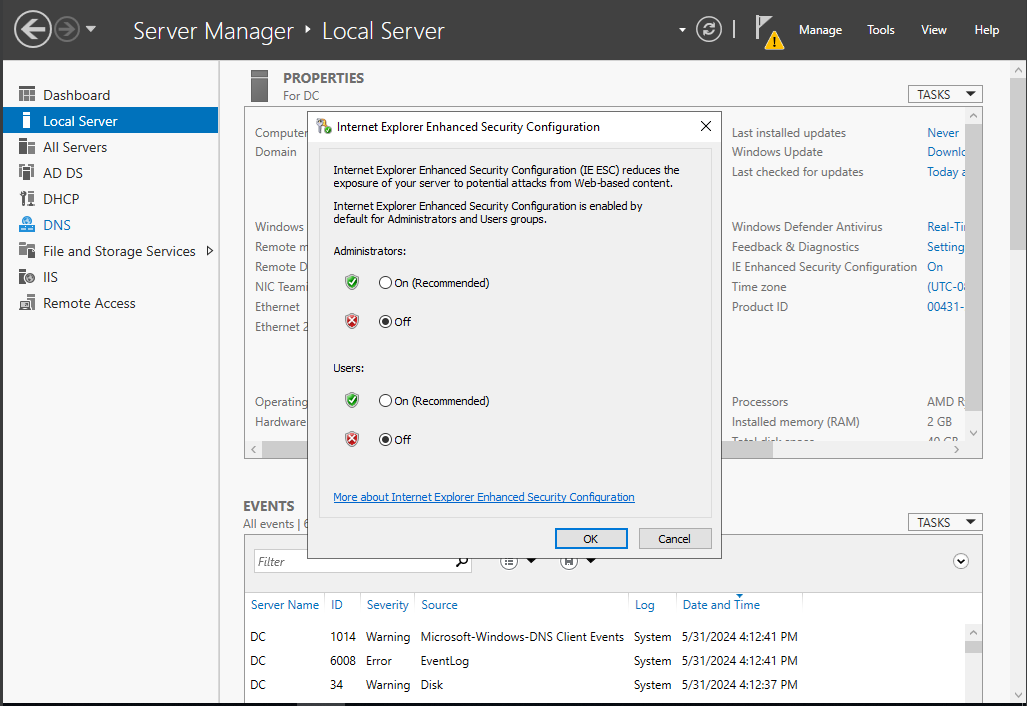 Server Manager ‣ Local Server
Manage Tools View Help
Dashboard
Local Server
All Servers
AD DS
DHCP
DNS
File and Storage Services
IIS
Remote Access
PROPERTIES
For DC
TASKS
Computer
Domain
Windows
Remote m
Remote D
NIC Teami
Ethernet
Ethernet 2
Operating
Hardware
Internet Explorer Enhanced Security Configuration
Internet Explorer Enhanced Security Configuration (IE ESC) reduces the
exposure of your server to potential attacks from Web-based content.
Internet Explorer Enhanced Security Configuration is enabled by
default for Administrators and Users groups.
Administrators:
On (Recommended)
Off
Users:
On (Recommended)
Off
More about Internet Explorer Enhanced Security Configuration
OK Cancel
Last installed updates Never
Windows Update Downlo
Last checked for updates Today a
Windows Defender Antivirus Real-Ti
Feedback & Diagnostics Setting
IE Enhanced Security Configuration On
Time zone (UTC-08
Product ID 00431-
Processors AMD R
Installed memory (RAM) 2 GB
Total disk space 40 GB
EVENTS
All events | 6
TASKS
Filter
Server Name ID Severity Source Log Date and Time
DC 1014 Warning Microsoft-Windows-DNS Client Events System 5/31/2024 4:12:41 PM
DC 6008 Error EventLog System 5/31/2024 4:12:41 PM
DC 34 Warning Disk System 5/31/2024 4:12:37 PM